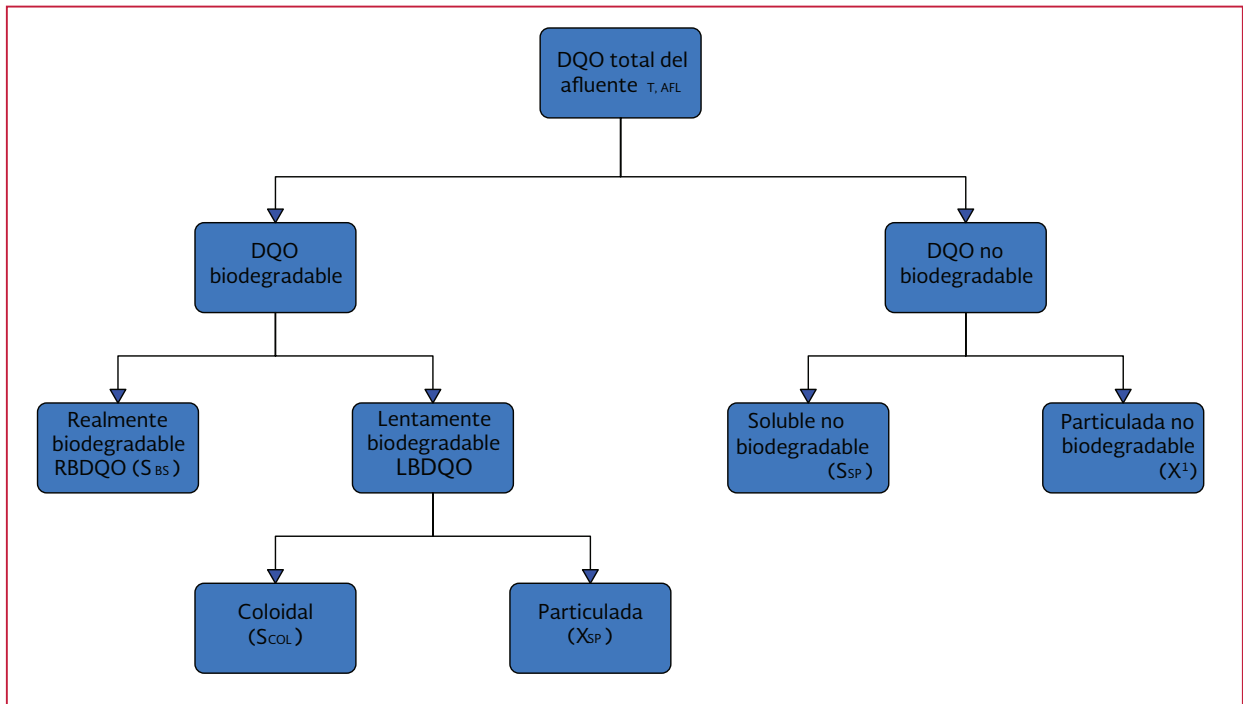 DQO total del
afluente T, AFL
DQO
biodegradable
DQO no
biodegradable
Realmente
biodegradable
RBDQO (S BS)
Lentamente
biodegradable
LBDQO
Soluble no
biodegradable
(SSP)
Particulada no
biodegradable
(X¹)
Coloidal
(SCOL)
Particulada
(XSP)